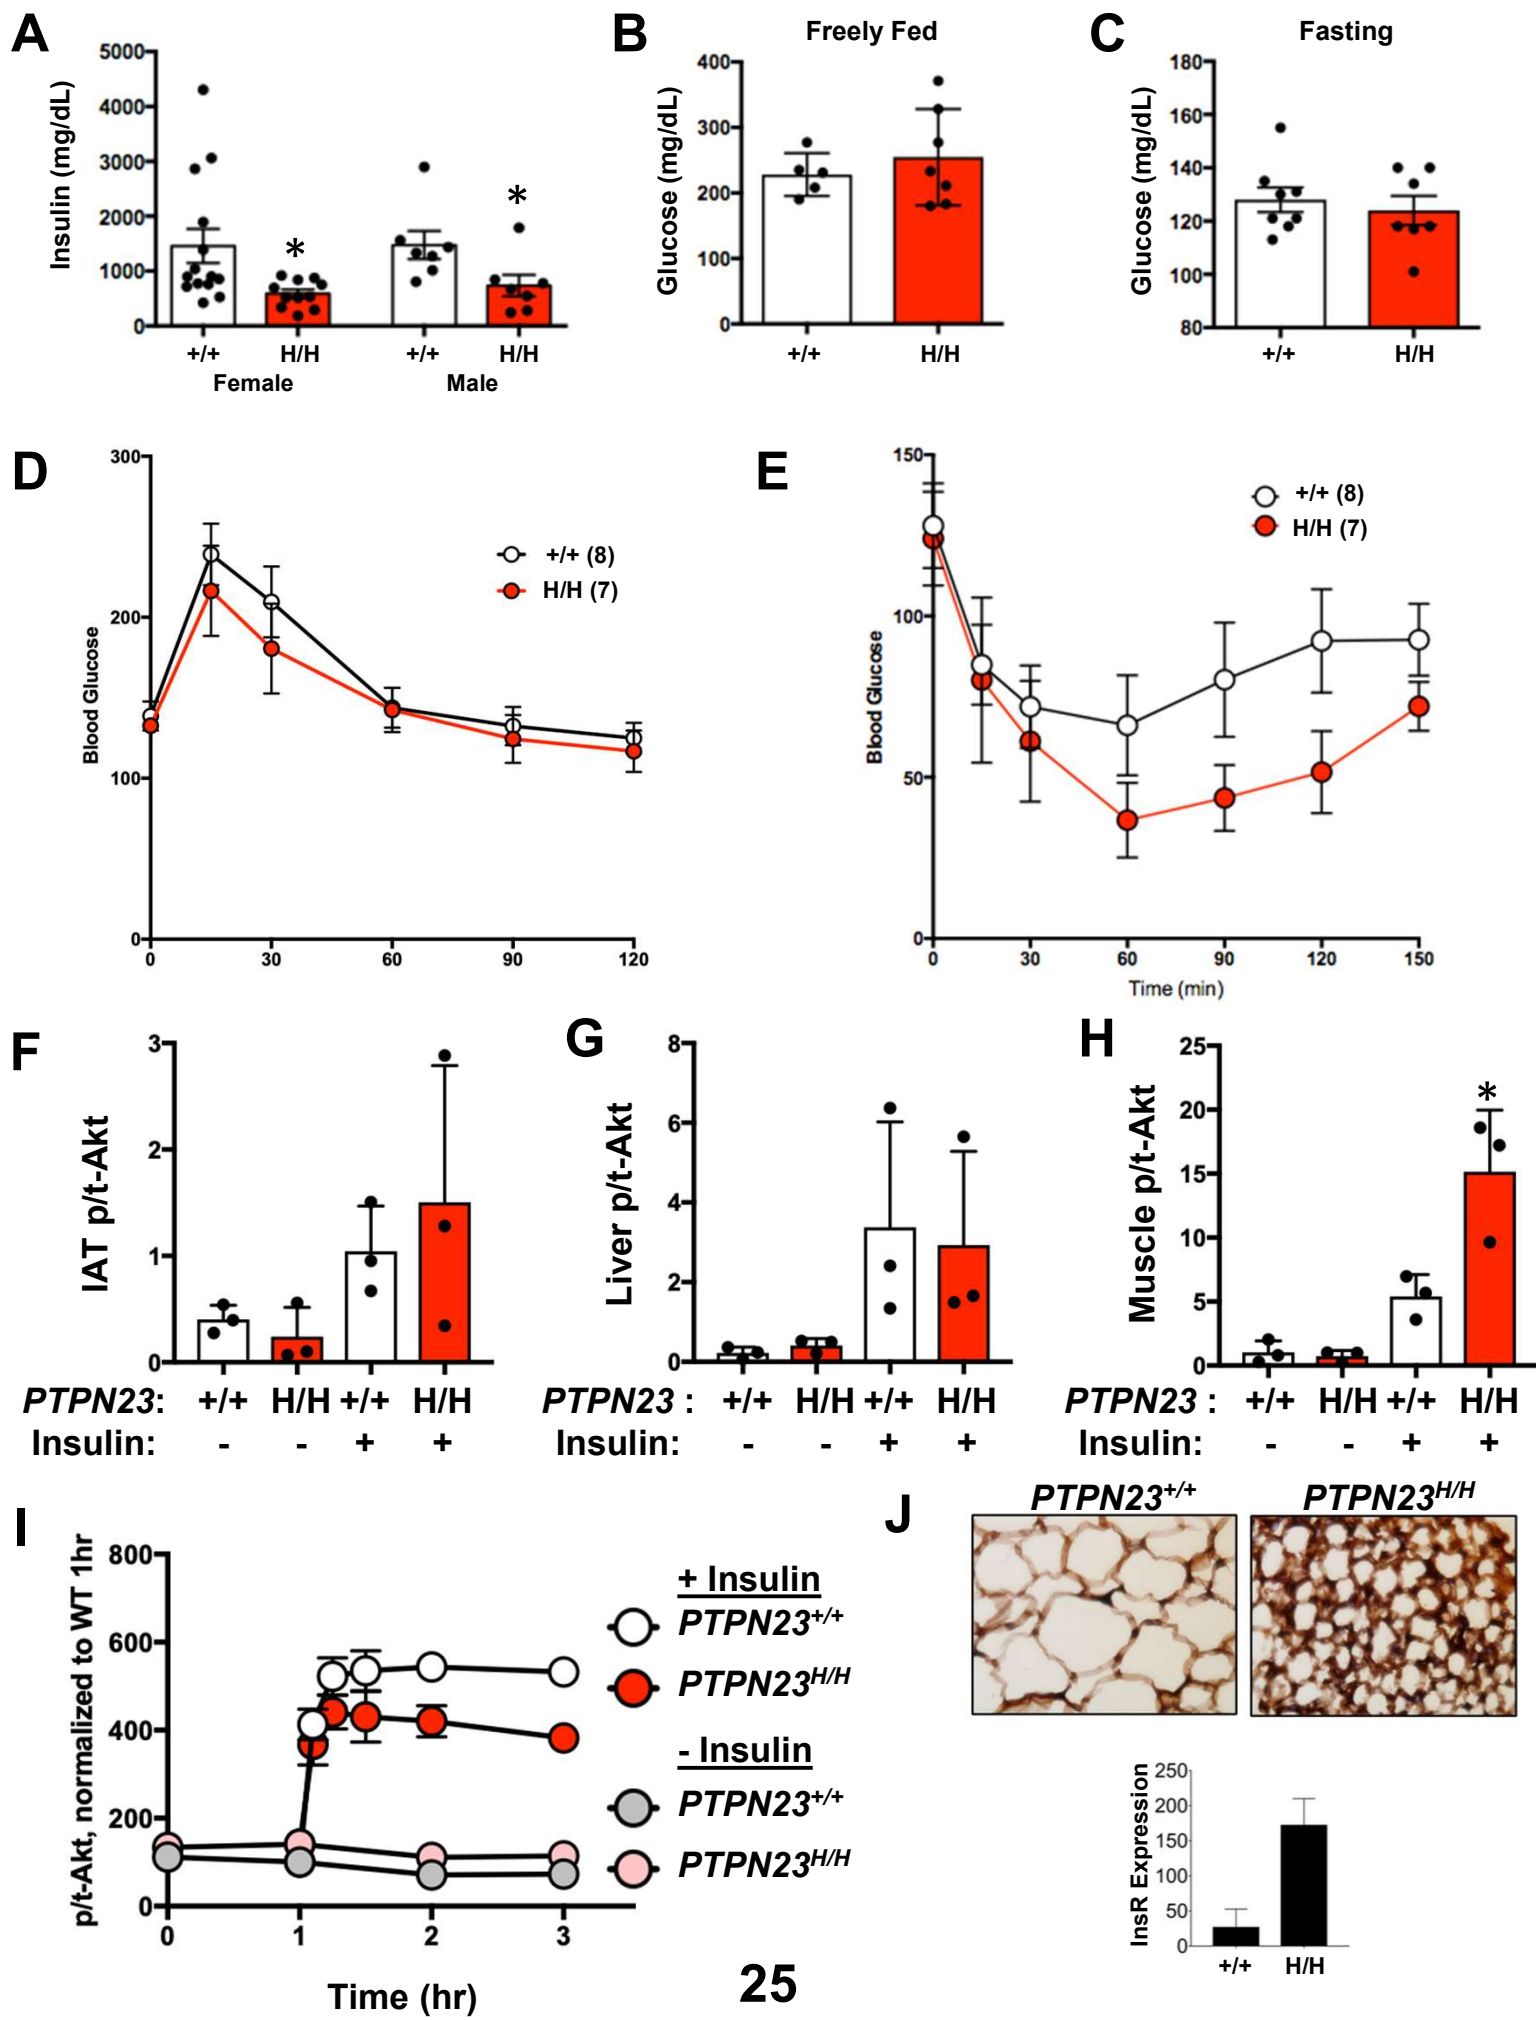 A
Insulin (mg/dL)
5000
4000
3000
2000
1000
0
*
*
+/+ H/H +/+ H/H
Female Male
B
Freely Fed
Glucose (mg/dL)
400
300
200
100
0
+/+ H/H
C
Fasting
Glucose (mg/dL)
180
160
140
120
100
80
+/+ H/H
D
Blood Glucose
300
200
100
0
+/+ (8)
H/H (7)
0 30 60 90 120
E
Blood Glucose
150
100
50
0
+/+ (8)
H/H (7)
0 30 60 90 120 150
Time (min)
F
IAT p/t-Akt
3
2
1
0
PTPN23: +/+ H/H +/+ H/H
Insulin: - - + +
G
Liver p/t-Akt
8
6
4
2
0
PTPN23 : +/+ H/H +/+ H/H
Insulin: - - + +
H
Muscle p/t-Akt
25
20
15
10
5
0
*
PTPN23 : +/+ H/H +/+ H/H
Insulin: - - + +
I
p/t-Akt, normalized to WT 1hr
800
600
400
200
0
+ Insulin
PTPN23+/+
PTPN23H/H
- Insulin
PTPN23+/+
PTPN23H/H
0 1 2 3
Time (hr)
J
PTPN23+/+ PTPN23H/H
InsR Expression
250
200
150
100
50
0
+/+ H/H
25